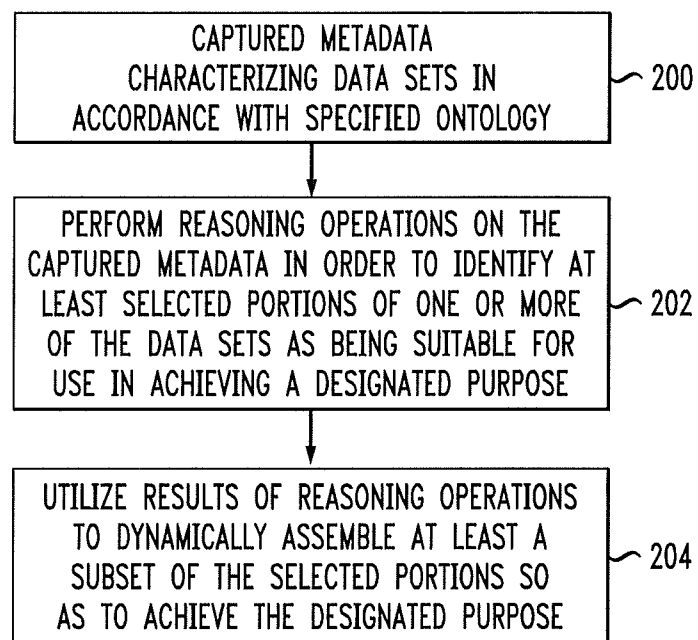 CAPTURED METADATA
CHARACTERIZING DATA SETS IN
ACCORDANCE WITH SPECIFIED ONTOLOGY
200
PERFORM REASONING OPERATIONS ON THE
CAPTURED METADATA IN ORDER TO IDENTIFY AT
LEAST SELECTED PORTIONS OF ONE OR MORE
OF THE DATA SETS AS BEING SUITABLE FOR
USE IN ACHIEVING A DESIGNATED PURPOSE
202
UTILIZE RESULTS OF REASONING OPERATIONS
TO DYNAMICALLY ASSEMBLE AT LEAST A
SUBSET OF THE SELECTED PORTIONS SO
AS TO ACHIEVE THE DESIGNATED PURPOSE
204